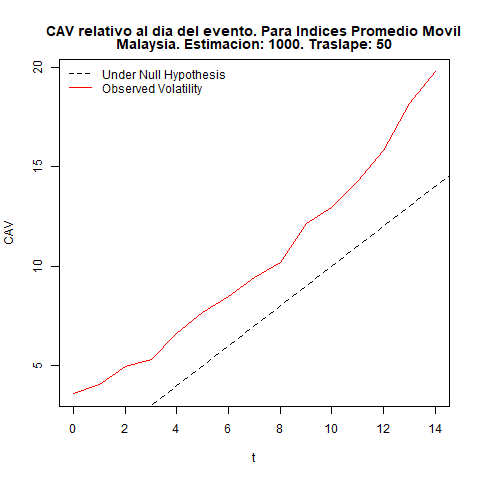 CAV relativo al dia del evento. Para Indices Promedio Movil
Malaysia. Estimacion: 1000. Traslape: 50
Under Null Hypothesis
Observed Volatility
20
15
10
5
CAV
0 2 4 6 8 10 12 14
t